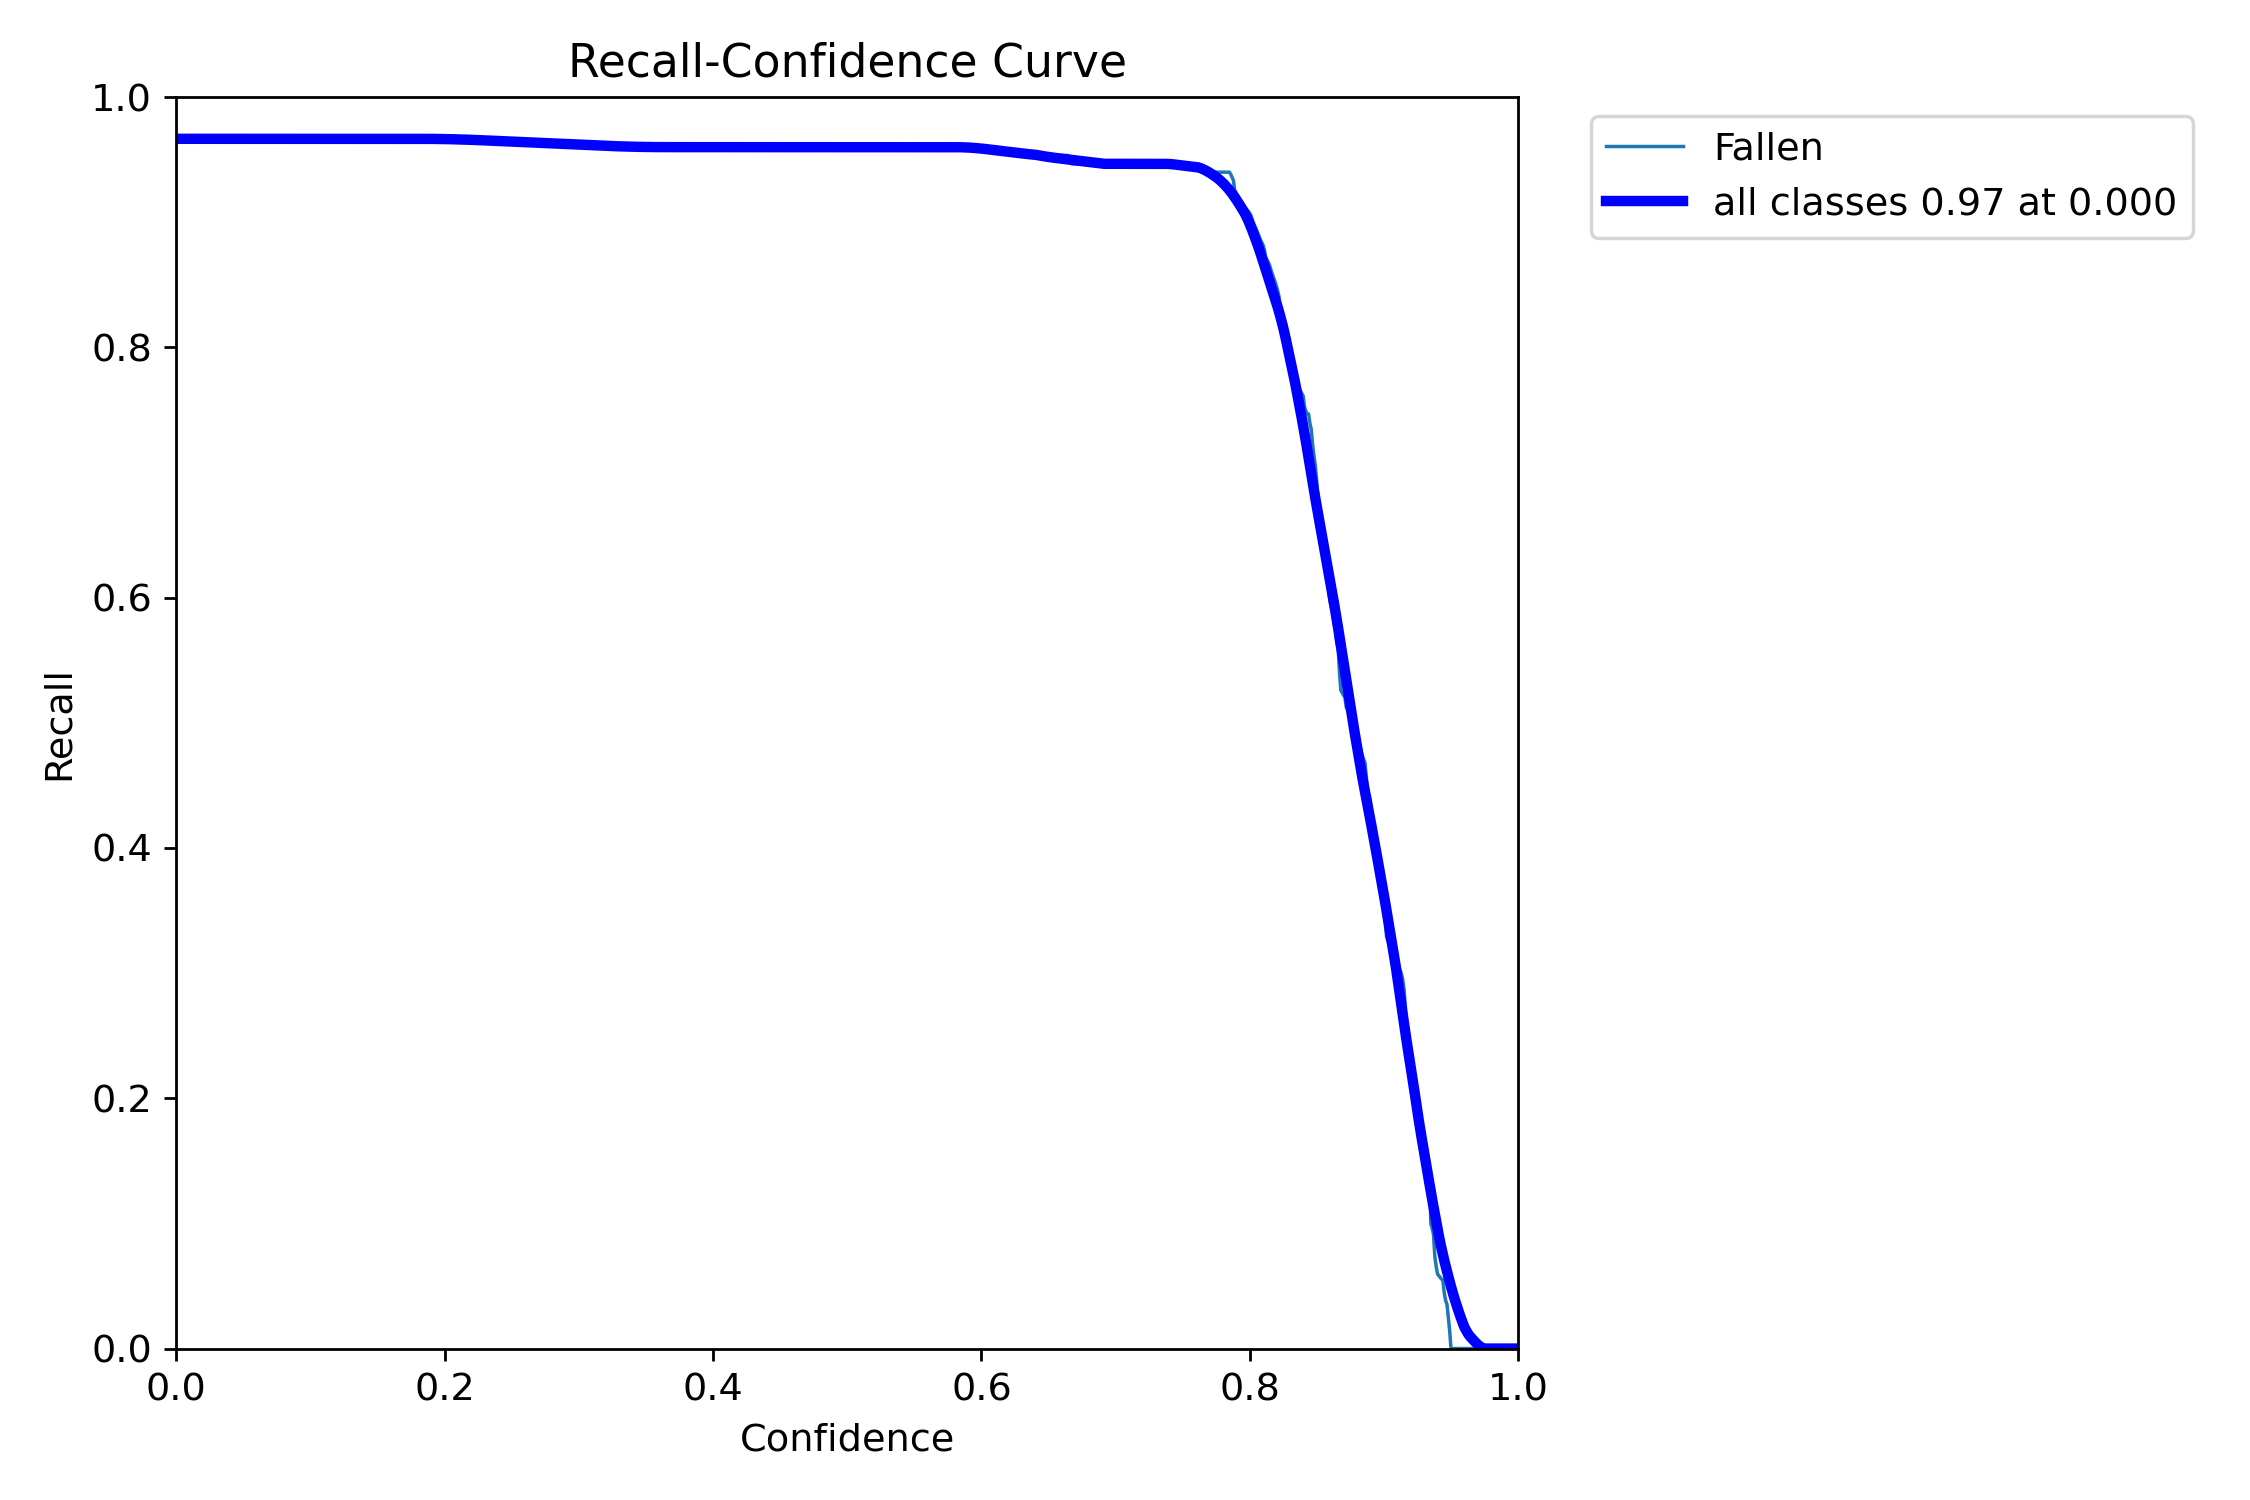 Recall-Confidence Curve
1.0
0.8
0.6
0.4
0.2
0.0
Recall
0.0 0.2 0.4 0.6 0.8 1.0
Confidence
Fallen
all classes 0.97 at 0.000